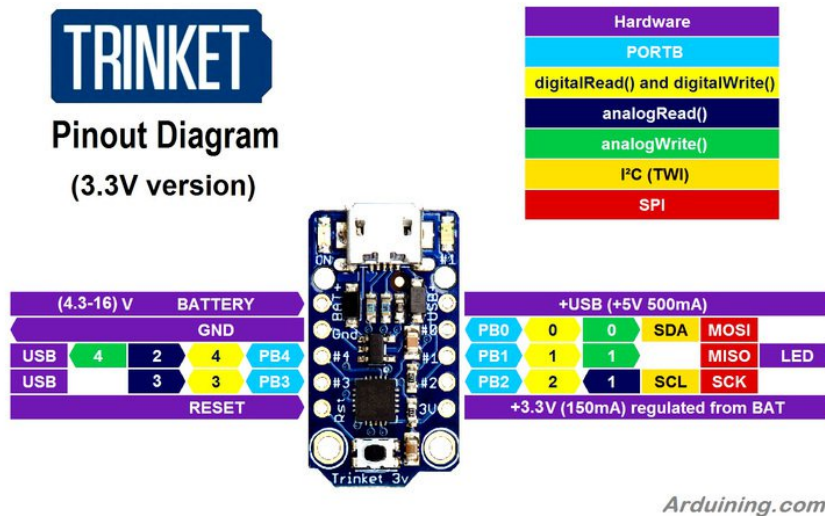 TRINKET
Pinout Diagram
(3.3V version)
Hardware
PORTB
digitalRead() and digitalWrite()
analogRead()
analogWrite()
I²C (TWI)
SPI
ON
#1
BAT+
USB+
Gnd
#0
#4
#1
#3
#2
Rst
3V
Trinket 3v
(4.3-16) V BATTERY
GND
USB 4 2 4 PB4
USB 3 3 PB3
RESET
+USB (+5V 500mA)
PB0 0 0 SDA MOSI
PB1 1 1 MISO LED
PB2 2 1 SCL SCK
+3.3V (150mA) regulated from BAT
Arduining.com